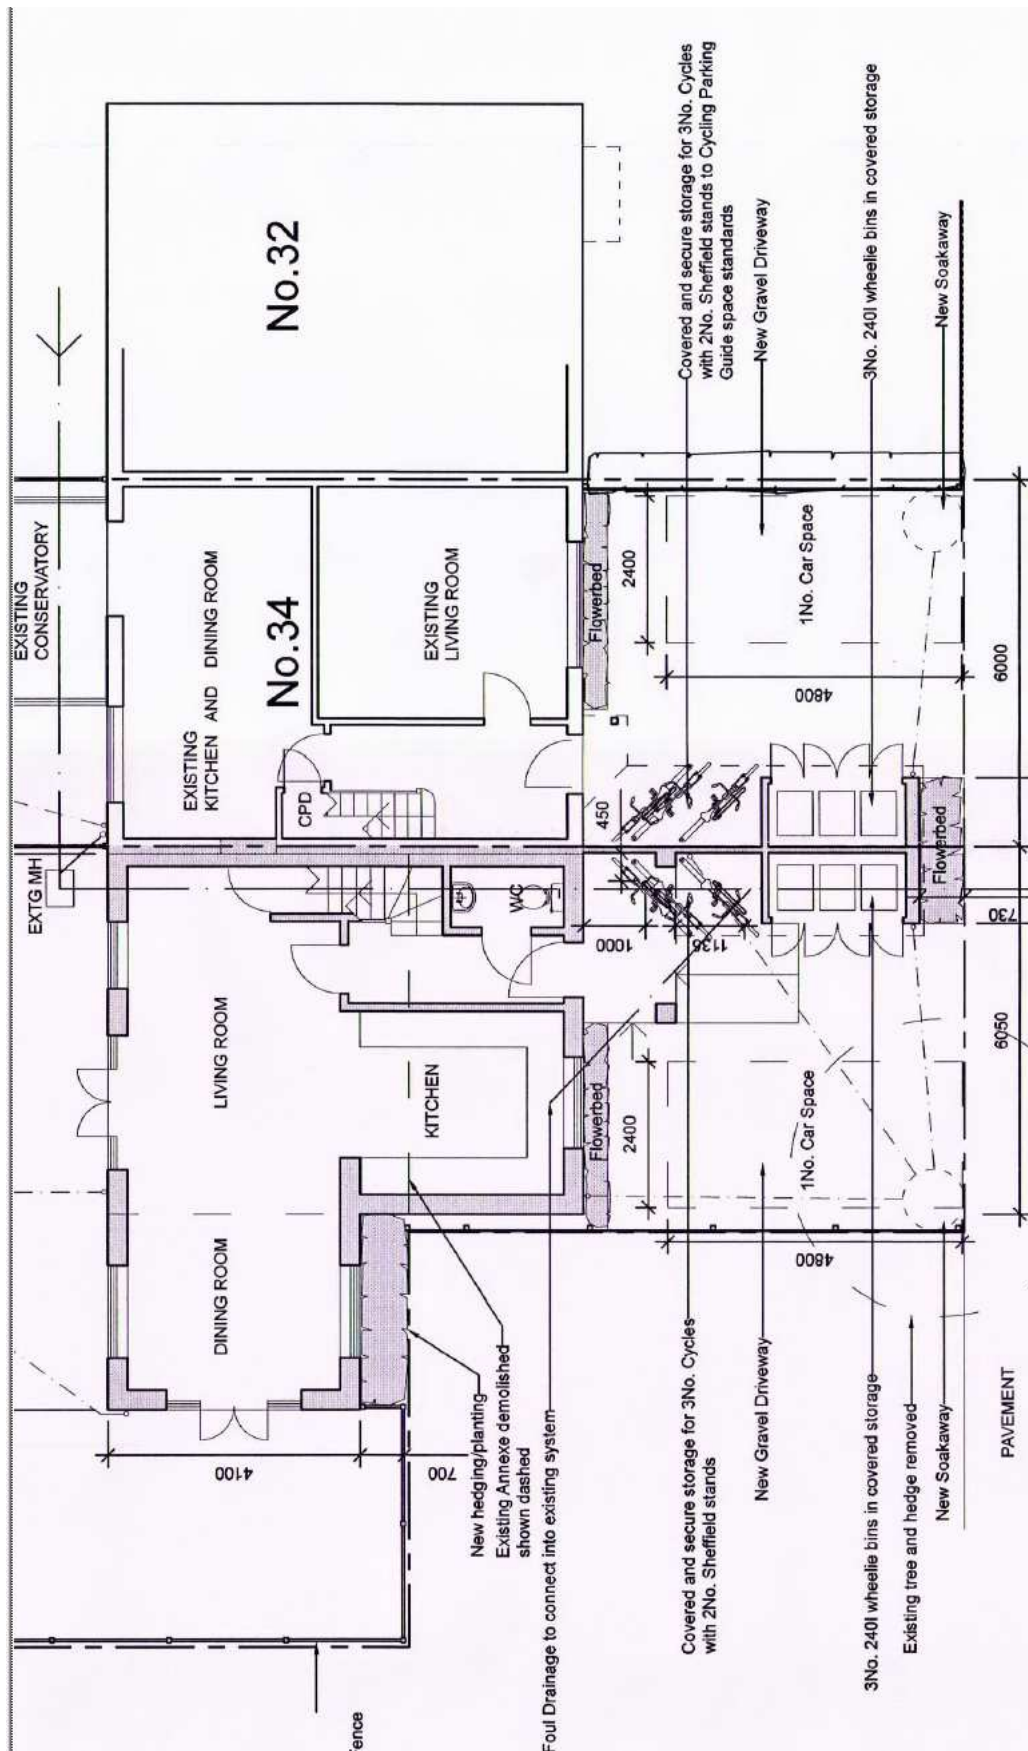 EXISTING
CONSERVATORY
EXTG MH
No.32
EXISTING
KITCHEN AND DINING ROOM
No.34
EXISTING
LIVING ROOM
CPD
WC
LIVING ROOM
DINING ROOM
KITCHEN
4100
700
New hedging/planting
Existing Annexe demolished
shown dashed
Foul Drainage to connect into existing system
ence
Flowerbed
2400
1No. Car Space
4800
450
1000
1135
Flowerbed
2400
1No. Car Space
4800
Flowerbed
730
6000
6050
Covered and secure storage for 3No. Cycles
with 2No. Sheffield stands to Cycling Parking
Guide space standards
New Gravel Driveway
3No. 240l wheelie bins in covered storage
New Soakaway
Covered and secure storage for 3No. Cycles
with 2No. Sheffield stands
New Gravel Driveway
3No. 240l wheelie bins in covered storage
Existing tree and hedge removed
New Soakaway
PAVEMENT